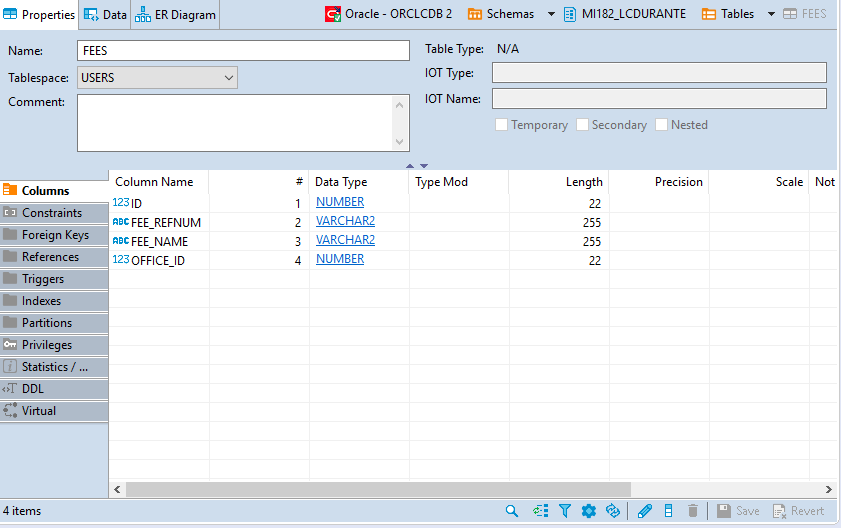 Properties Data ER Diagram Oracle - ORCLCDB 2 Schemas MI182_LCDURANTE Tables FEES
Name: FEES
Tablespace: USERS
Comment:
Table Type: N/A
IOT Type:
IOT Name:
Temporary Secondary Nested
Columns
Constraints
Foreign Keys
References
Triggers
Indexes
Partitions
Privileges
Statistics / ...
DDL
Virtual
Column Name # Data Type Type Mod Length Precision Scale Not
123 ID 1 NUMBER 22
ABC FEE_REFNUM 2 VARCHAR2 255
ABC FEE_NAME 3 VARCHAR2 255
123 OFFICE_ID 4 NUMBER 22
4 items Save Revert